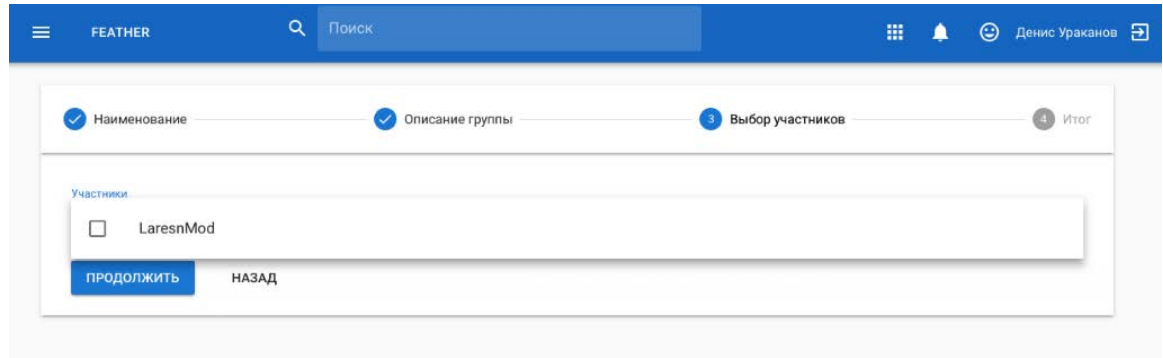 FEATHER Поиск Денис Ураканов
Наименование Описание группы 3 Выбор участников 4 Итог
Участники
LaresnMod
ПРОДОЛЖИТЬ НАЗАД